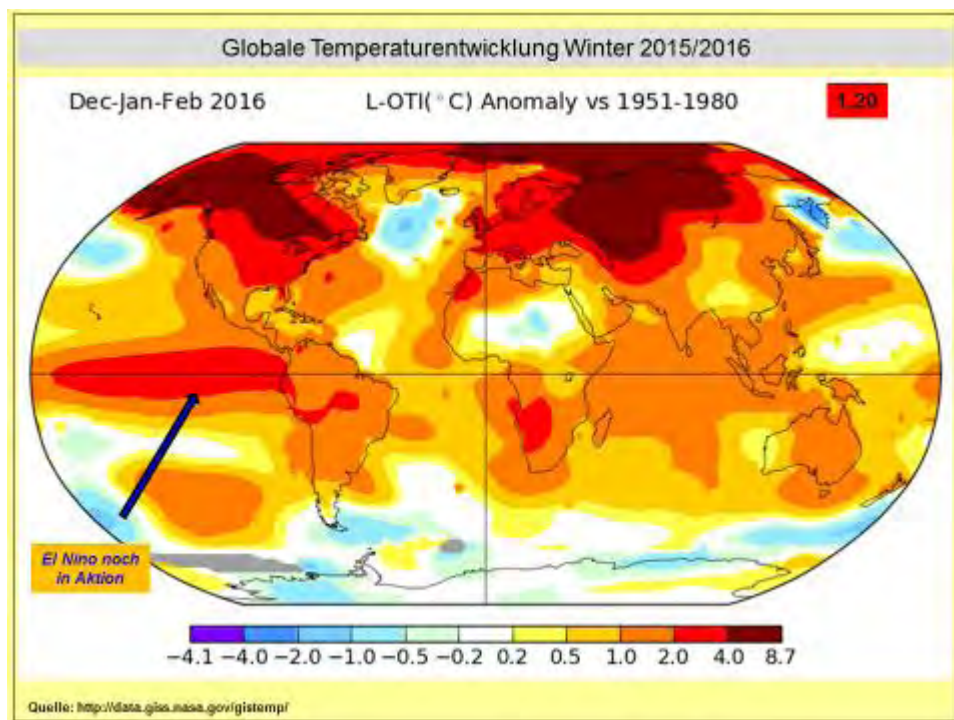 Globale Temperaturentwicklung Winter 2015/2016
Dec-Jan-Feb 2016 L-OTI(°C) Anomaly vs 1951-1980 1.20
El Nino noch
in Aktion
−4.1 −4.0 −2.0 −1.0 −0.5 −0.2 0.2 0.5 1.0 2.0 4.0 8.7
Quelle: http://data.giss.nasa.gov/gistemp/